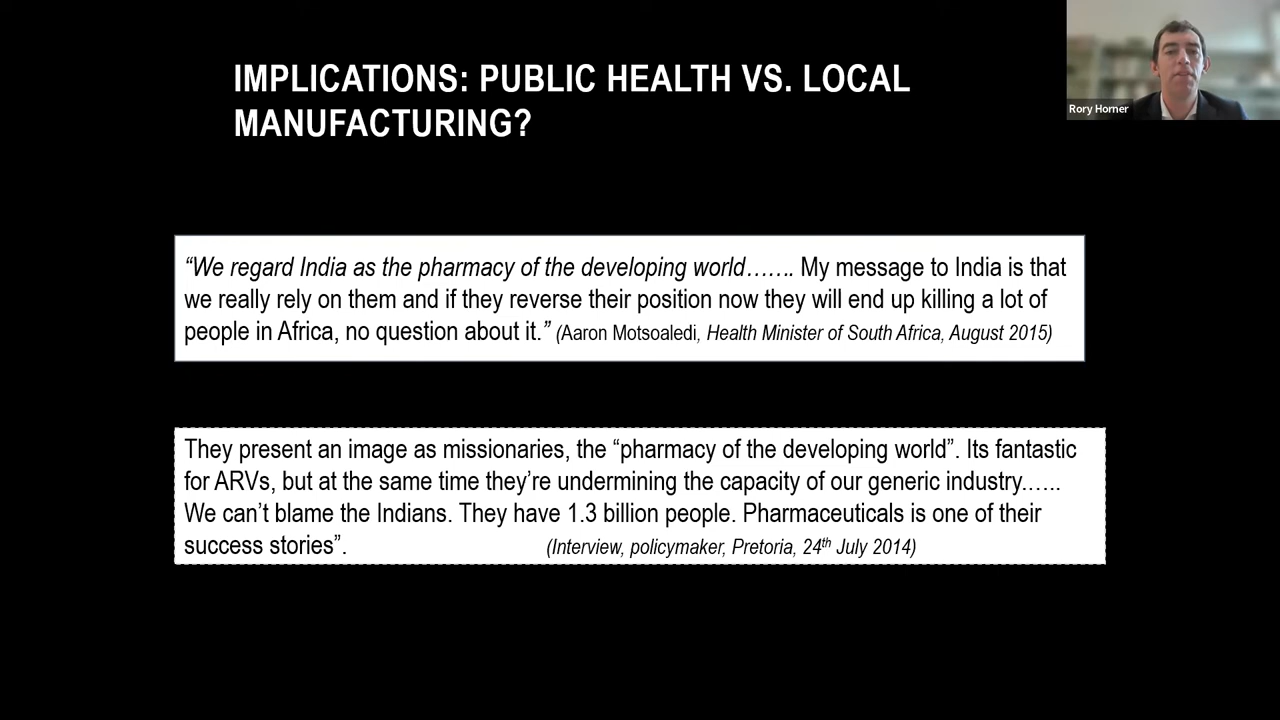 IMPLICATIONS: PUBLIC HEALTH VS. LOCAL
MANUFACTURING?
Rory Horner
“We regard India as the pharmacy of the developing world……. My message to India is that
we really rely on them and if they reverse their position now they will end up killing a lot of
people in Africa, no question about it.” (Aaron Motsoaledi, Health Minister of South Africa, August 2015)
They present an image as missionaries, the “pharmacy of the developing world”. Its fantastic
for ARVs, but at the same time they’re undermining the capacity of our generic industry…...
We can’t blame the Indians. They have 1.3 billion people. Pharmaceuticals is one of their
success stories”. (Interview, policymaker, Pretoria, 24th July 2014)